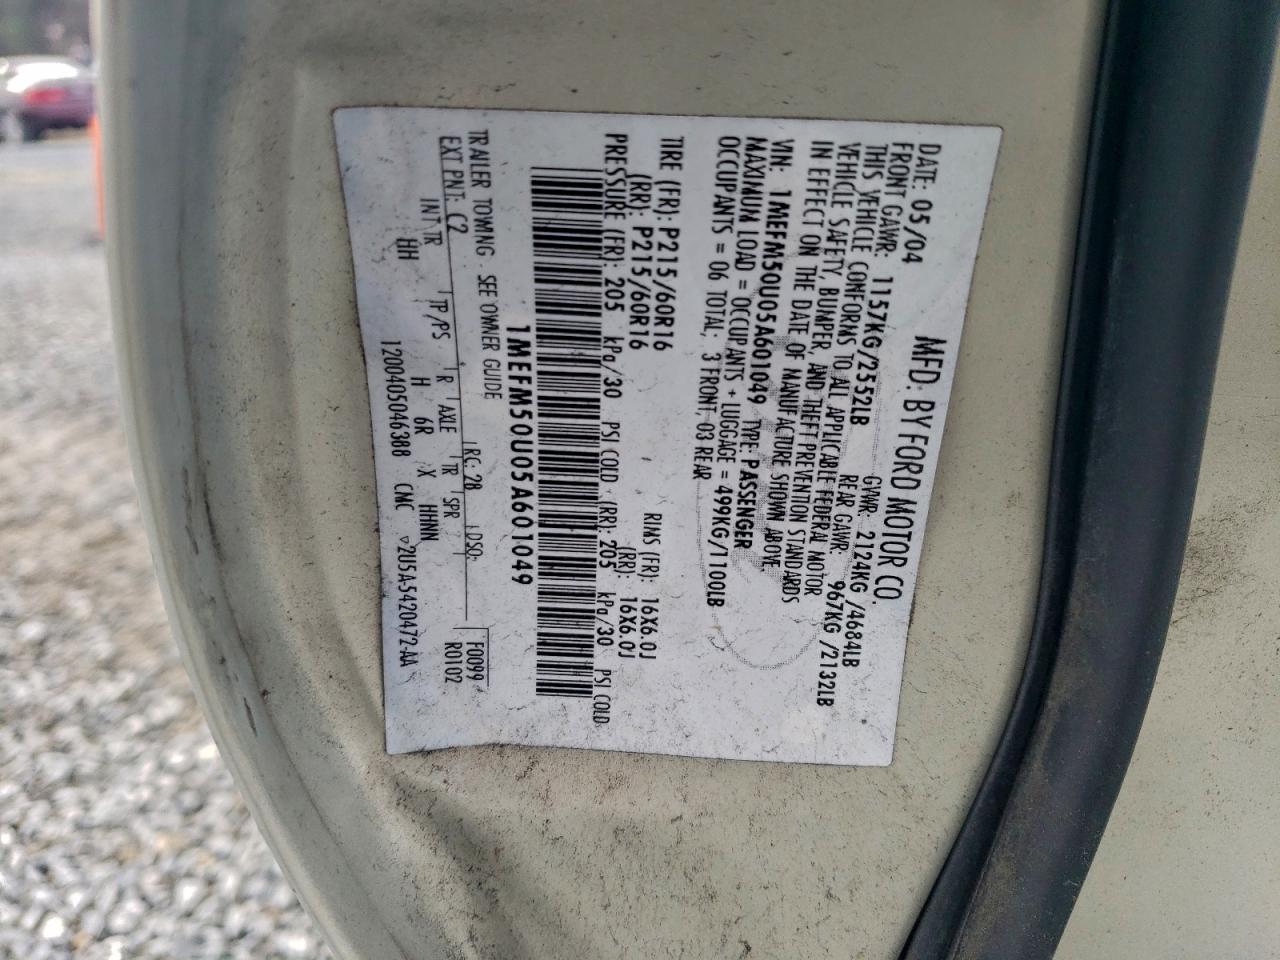 MFD. BY FORD MOTOR CO.
DATE: 05/04 GVWR: 2124KG /4684LB
FRONT GAWR: 1157KG/2552LB REAR GAWR: 967KG /2132LB
THIS VEHICLE CONFORMS TO ALL APPLICABLE FEDERAL MOTOR
VEHICLE SAFETY, BUMPER, AND THEFT PREVENTION STANDARDS
IN EFFECT ON THE DATE OF MANUFACTURE SHOWN ABOVE.
VIN: 1MEFM50U05A601049 TYPE: PASSENGER
MAXIMUM LOAD = OCCUPANTS + LUGGAGE = 499KG/1100LB
OCCUPANTS = 06 TOTAL; 3 FRONT, 03 REAR
TIRE (FR): P215/60R16 RIMS (FR): 16X6.0J
(RR): P215/60R16 (RR): 16X6.0J
PRESSURE (FR): 205 kPa/30 PSI COLD (RR): 205 kPa/30 PSI COLD
1MEFM50U05A601049
TRAILER TOWING - SEE OWNER GUIDE
EXT PNT: C2 RC: 28 DSO: F0099
INT TR TP/PS R AXLE TR SPR R0102
HH H 6R X HHNN
1200405046388 CMC ▽2U5A-5420472-AA